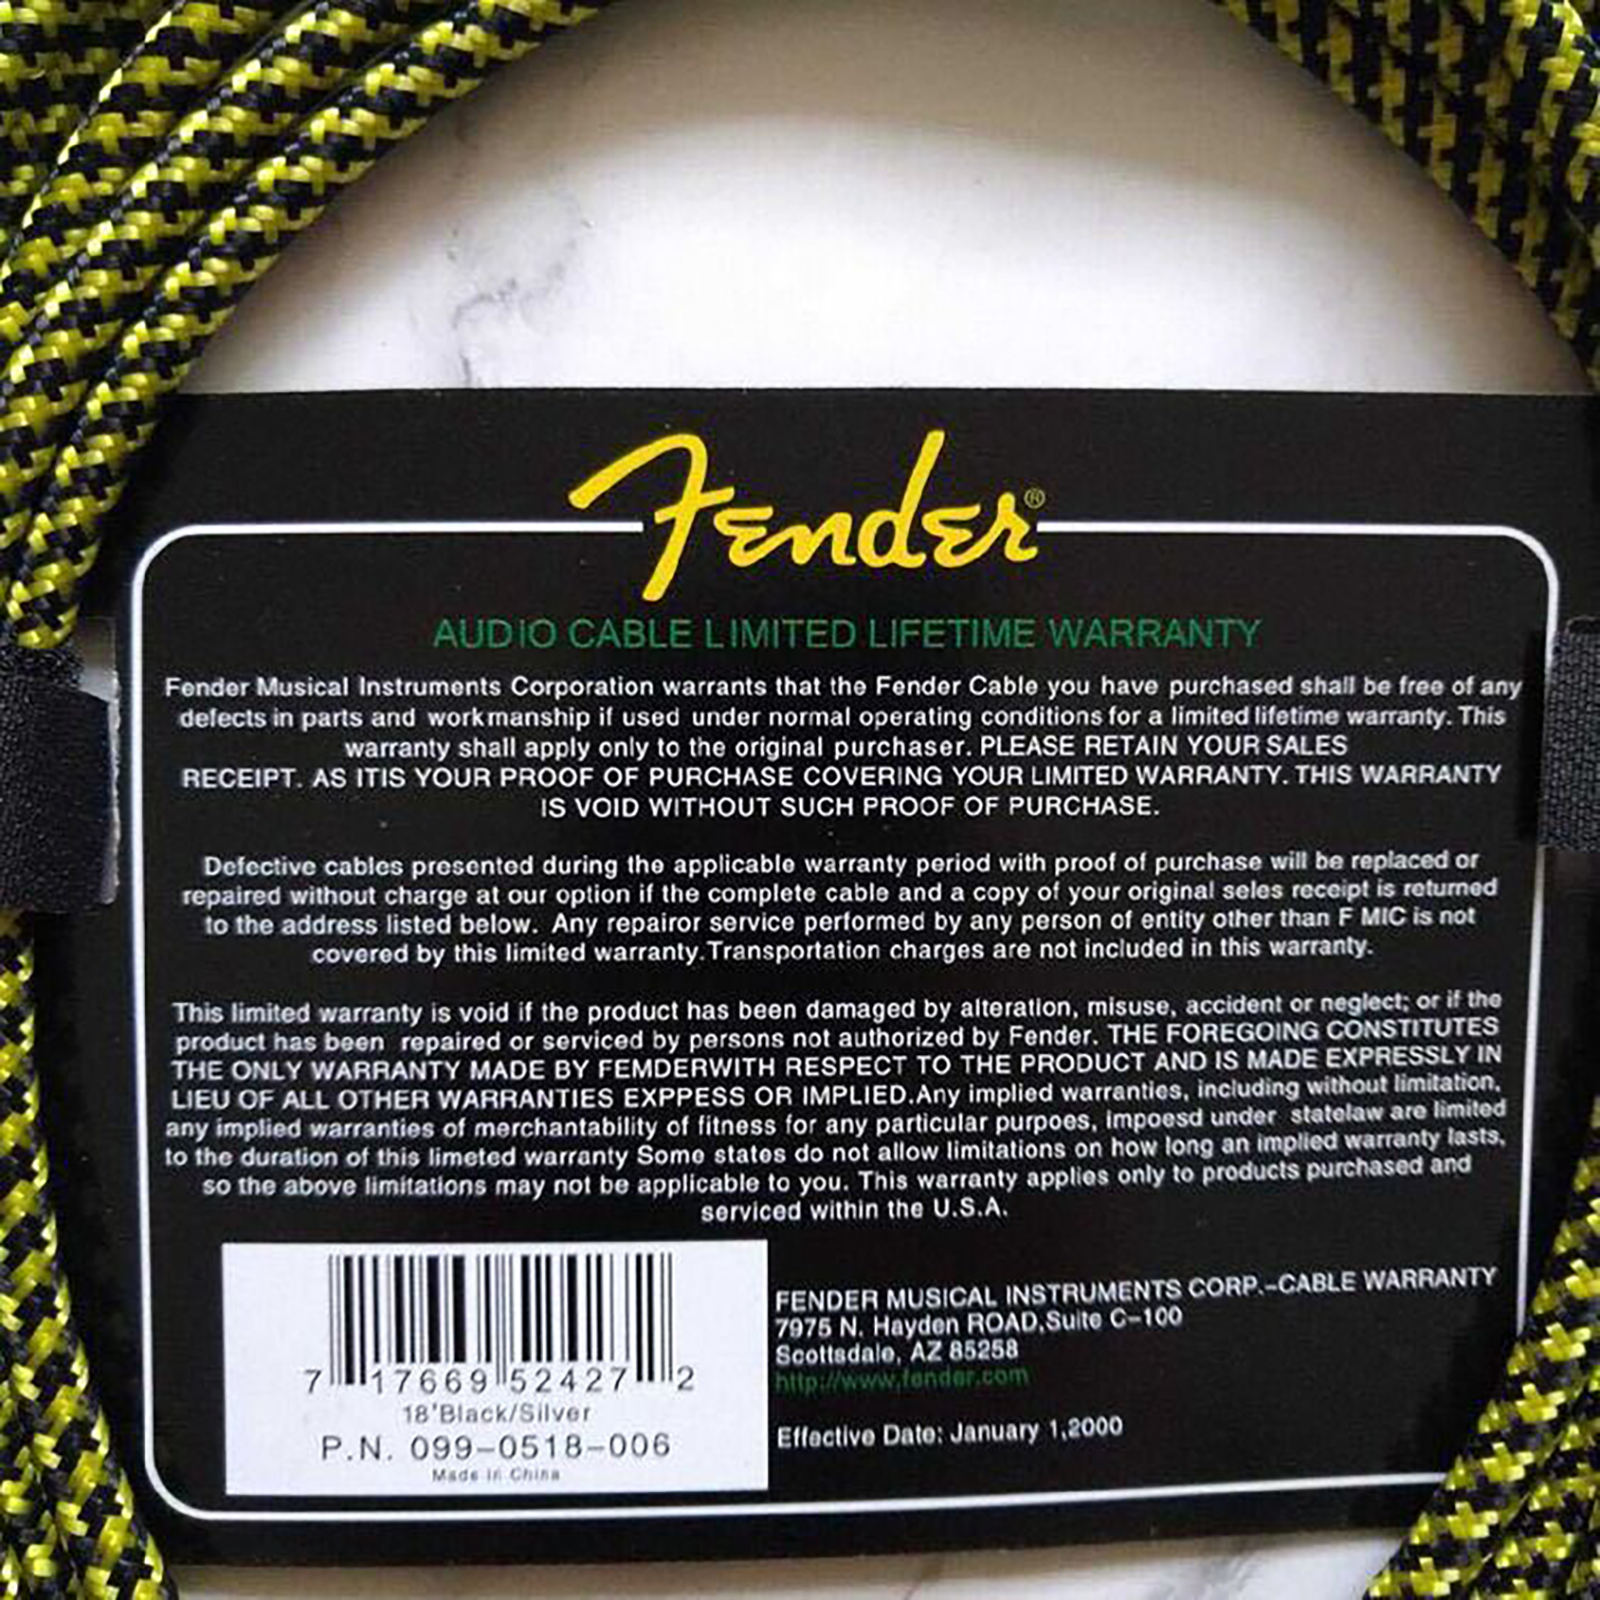 Fender®
AUDIO CABLE LIMITED LIFETIME WARRANTY
Fender Musical Instruments Corporation warrants that the Fender Cable you have purchased shall be free of any
defects in parts and workmanship if used under normal operating conditions for a limited lifetime warranty. This
warranty shall apply only to the original purchaser. PLEASE RETAIN YOUR SALES
RECEIPT. AS ITIS YOUR PROOF OF PURCHASE COVERING YOUR LIMITED WARRANTY. THIS WARRANTY
IS VOID WITHOUT SUCH PROOF OF PURCHASE.
Defective cables presented during the applicable warranty period with proof of purchase will be replaced or
repaired without charge at our option if the complete cable and a copy of your original seles receipt is returned
to the address listed below. Any repairor service performed by any person of entity other than F MIC is not
covered by this limited warranty.Transportation charges are not included in this warranty.
This limited warranty is void if the product has been damaged by alteration, misuse, accident or neglect; or if the
product has been repaired or serviced by persons not authorized by Fender. THE FOREGOING CONSTITUTES
THE ONLY WARRANTY MADE BY FEMDERWITH RESPECT TO THE PRODUCT AND IS MADE EXPRESSLY IN
LIEU OF ALL OTHER WARRANTIES EXPPESS OR IMPLIED.Any implied warranties, including without limitation,
any implied warranties of merchantability of fitness for any particular purpoes, impoesd under statelaw are limited
to the duration of this limeted warranty Some states do not allow limitations on how long an implied warranty lasts,
so the above limitations may not be applicable to you. This warranty applies only to products purchased and
serviced within the U.S.A.
7 17669 52427 2
18'Black/Silver
P.N. 099-0518-006
Made in China
FENDER MUSICAL INSTRUMENTS CORP.-CABLE WARRANTY
7975 N. Hayden ROAD,Suite C-100
Scottsdale, AZ 85258
http://www.fender.com
Effective Date: January 1,2000